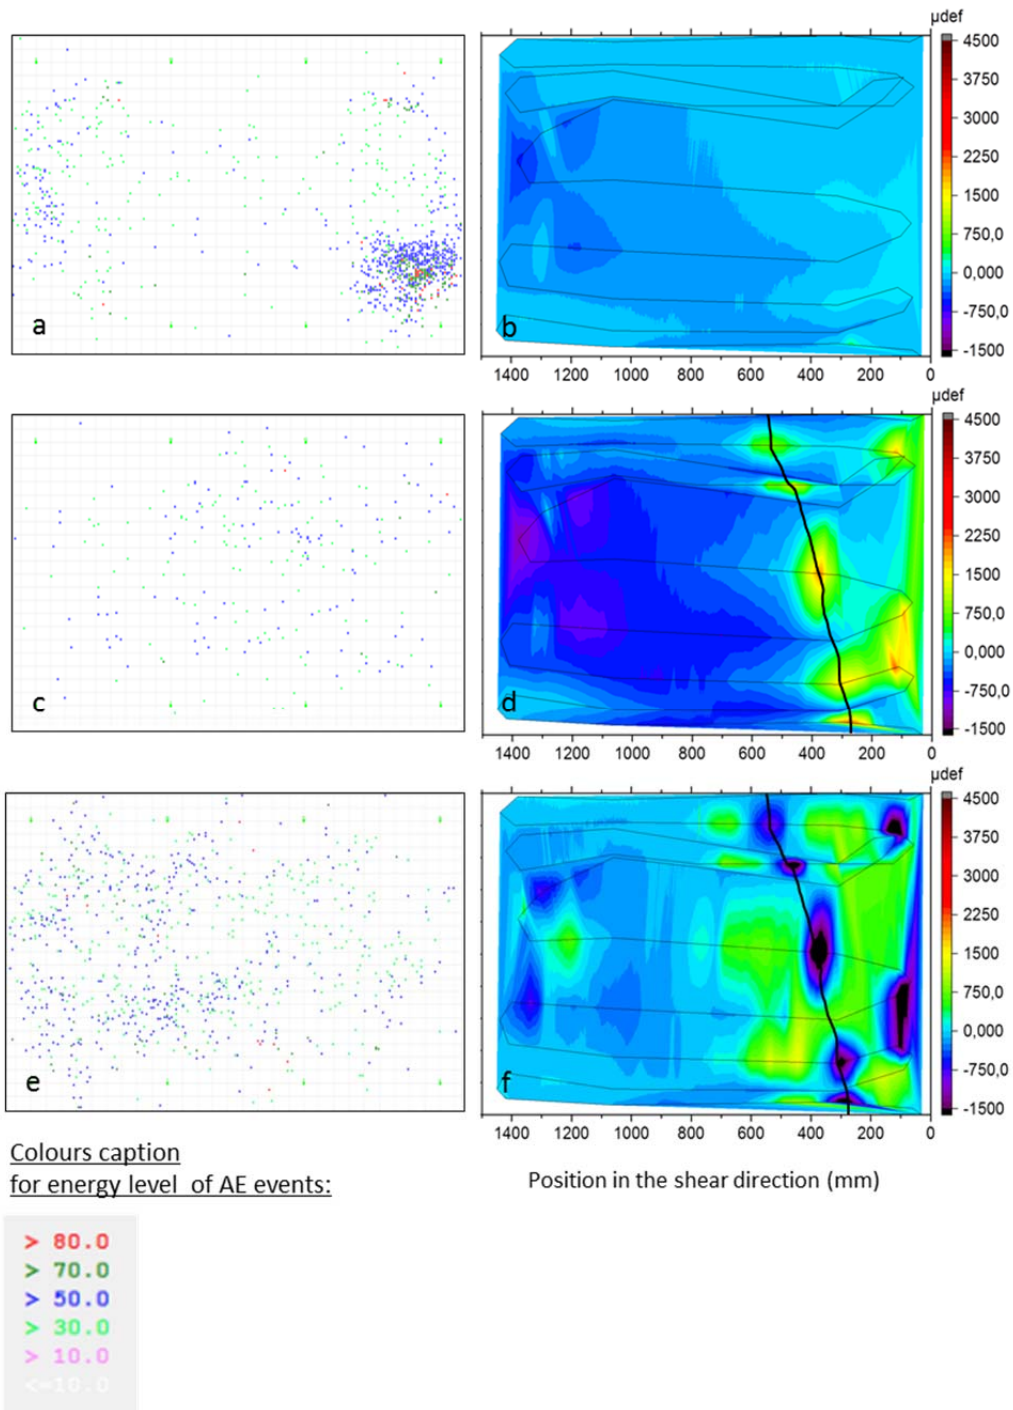 µdef
4500
3750
3000
2250
1500
750,0
0,000
-750,0
-1500
a
b
1400 1200 1000 800 600 400 200 0
µdef
4500
3750
3000
2250
1500
750,0
0,000
-750,0
-1500
c
d
1400 1200 1000 800 600 400 200 0
µdef
4500
3750
3000
2250
1500
750,0
0,000
-750,0
-1500
e
f
1400 1200 1000 800 600 400 200 0
Colours caption
for energy level of AE events:
Position in the shear direction (mm)
> 80.0
> 70.0
> 50.0
> 30.0
> 10.0
<=10.0